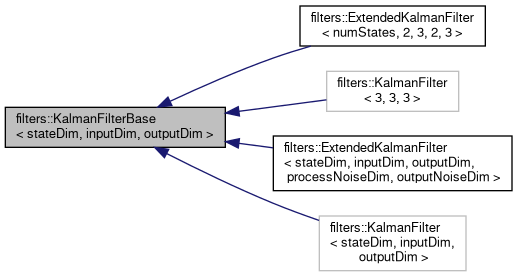 filters::ExtendedKalmanFilter
< numStates, 2, 3, 2, 3 >
filters::KalmanFilter
< 3, 3, 3 >
filters::KalmanFilterBase
< stateDim, inputDim, outputDim >
filters::ExtendedKalmanFilter
< stateDim, inputDim, outputDim,
processNoiseDim, outputNoiseDim >
filters::KalmanFilter
< stateDim, inputDim,
outputDim >